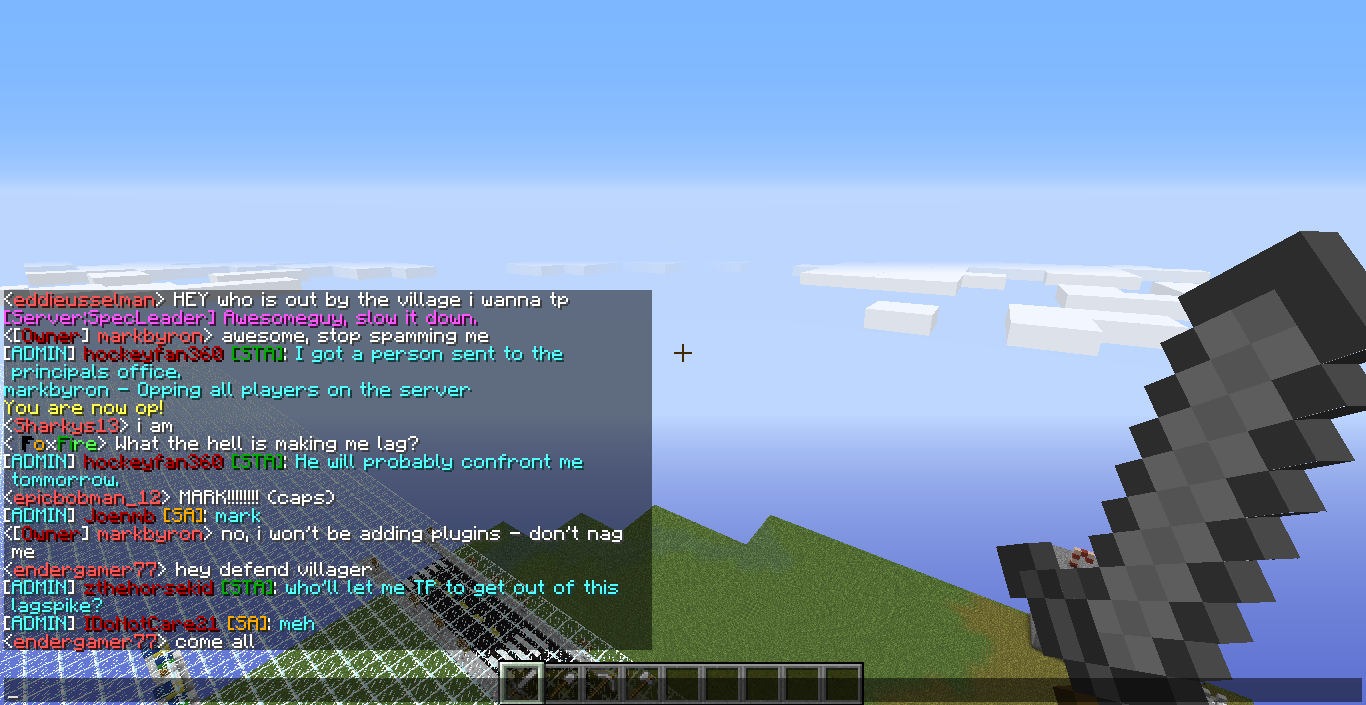 <eddieusselman> HEY who is out by the village i wanna tp
[Server:SpecLeader] Awesomeguy, slow it down.
<[Owner] markbyron> awesome, stop spamming me
[ADMIN] hockeyfan360 [STA]: I got a person sent to the
principals office.
markbyron - Opping all players on the server
You are now op!
<Sharkys13> i am
< FoxFire> What the hell is making me lag?
[ADMIN] hockeyfan360 [STA]: He will probably confront me
tommorrow.
<epicbobman_12> MARK!!!!!!!! (caps)
[ADMIN] Joenmb [SA]: mark
<[Owner] markbyron> no, i won't be adding plugins - don't nag
me
<endergamer77> hey defend villager
[ADMIN] zthehorsekid [STA]: who'll let me TP to get out of this
lagspike?
[ADMIN] IDoNotCare21 [SA]: meh
<endergamer77> come all
_